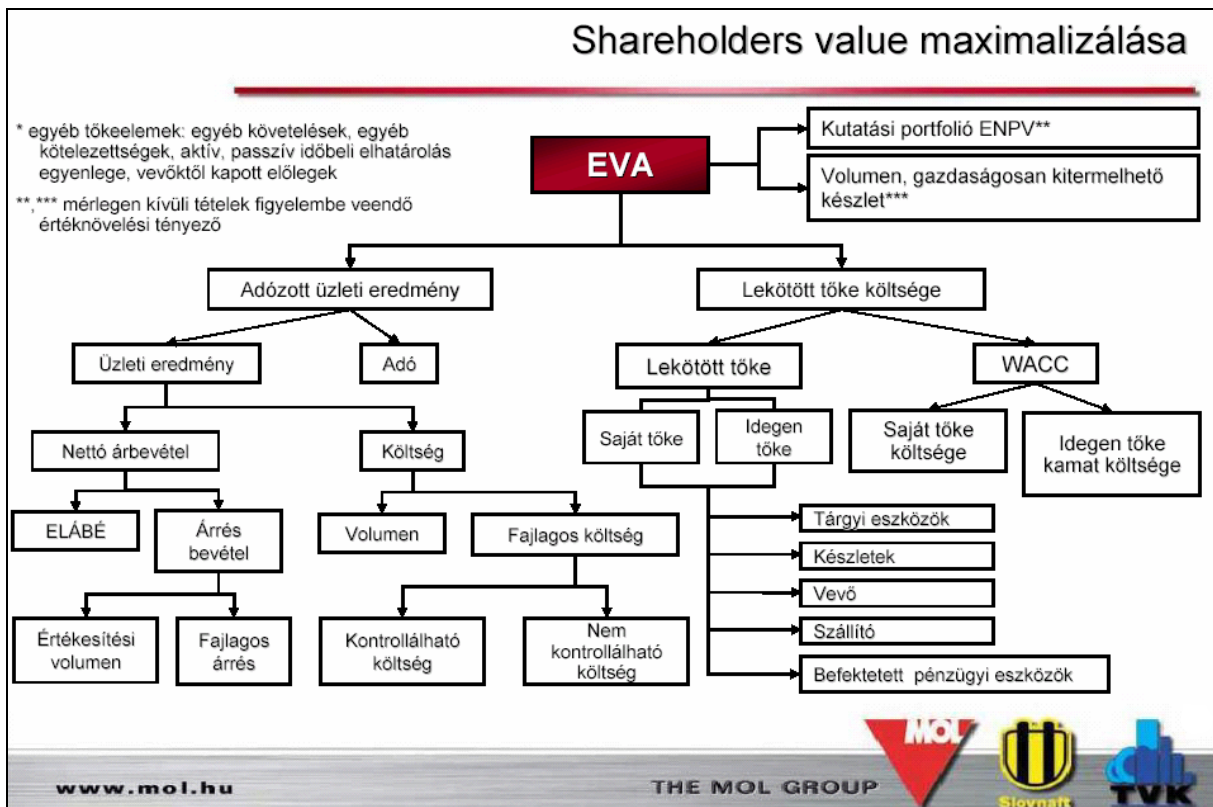 Shareholders value maximalizálása
* egyéb tőkeelemek: egyéb követelések, egyéb
kötelezettségek, aktív, passzív időbeli elhatárolás
egyenlege, vevőktől kapott előlegek
**,*** mérlegen kívüli tételek figyelembe veendő
értéknövelési tényező
EVA
Kutatási portfolió ENPV**
Volumen, gazdaságosan kitermelhető
készlet***
Adózott üzleti eredmény
Lekötött tőke költsége
Üzleti eredmény
Adó
Lekötött tőke
WACC
Nettó árbevétel
Költség
Saját tőke
Idegen
tőke
Saját tőke
költsége
Idegen tőke
kamat költsége
ELÁBÉ
Árrés
bevétel
Volumen
Fajlagos költség
Tárgyi eszközök
Készletek
Vevő
Szállító
Befektetett pénzügyi eszközök
Értékesítési
volumen
Fajlagos
árrés
Kontrollálható
költség
Nem
kontrollálható
költség
www.mol.hu
THE MOL GROUP
MOL
Slovnaft
TVK